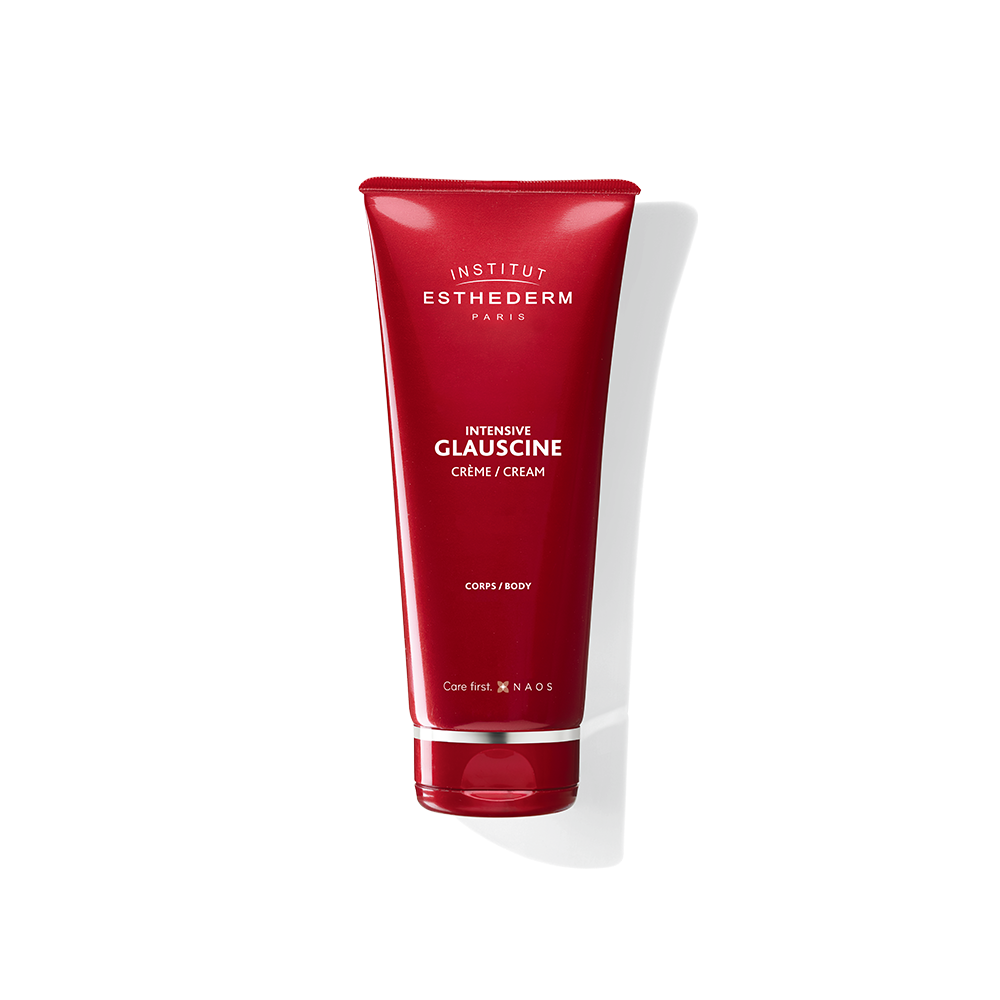 INSTITUT
ESTHEDERM
PARIS
INTENSIVE
GLAUSCINE
CRÈME / CREAM
CORPS / BODY
Care first. NAOS